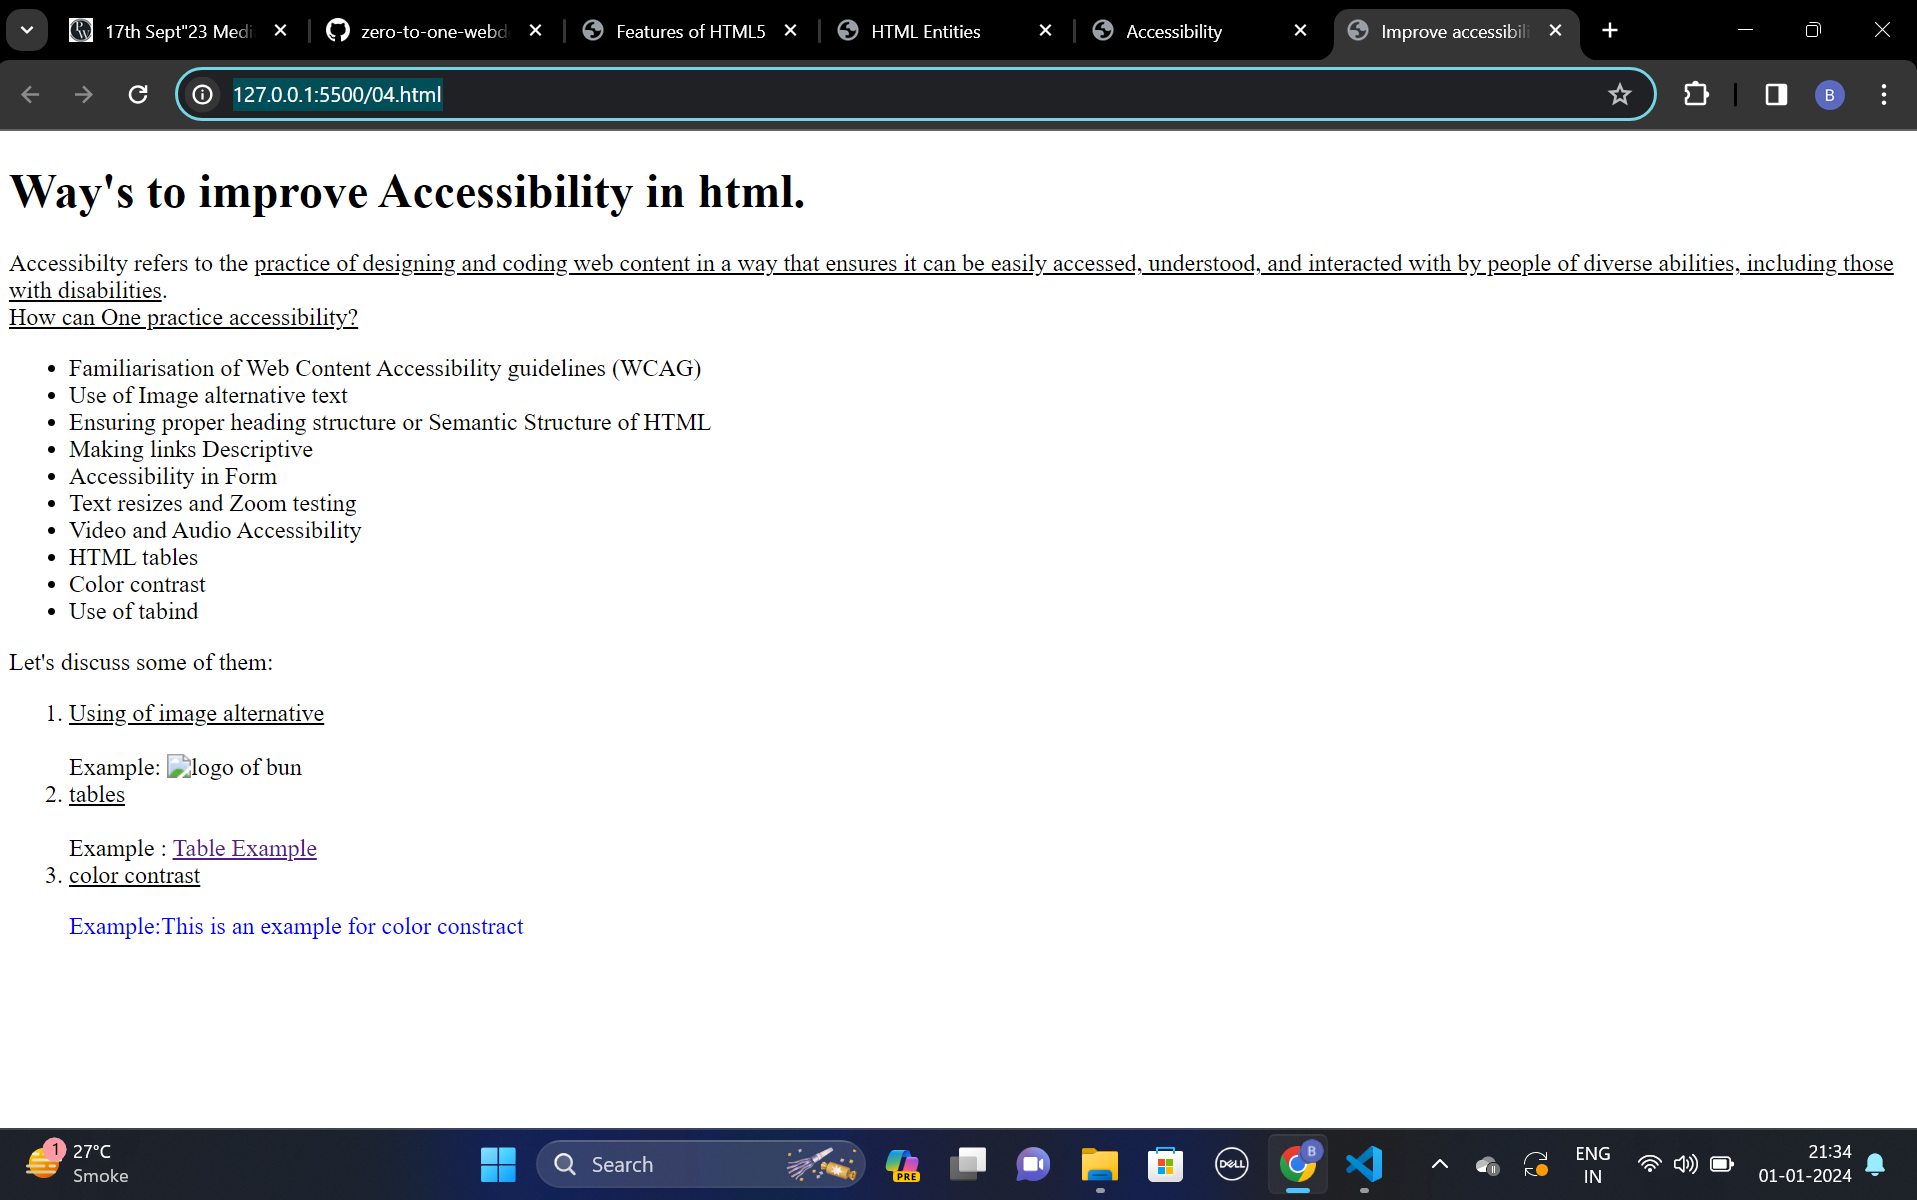 17th Sept"23 Medi
zero-to-one-webd
Features of HTML5
HTML Entities
Accessibility
Improve accessibili
127.0.0.1:5500/04.html
B
Way's to improve Accessibility in html.
Accessibilty refers to the practice of designing and coding web content in a way that ensures it can be easily accessed, understood, and interacted with by people of diverse abilities, including those
with disabilities.
How can One practice accessibility?
• Familiarisation of Web Content Accessibility guidelines (WCAG)
• Use of Image alternative text
• Ensuring proper heading structure or Semantic Structure of HTML
• Making links Descriptive
• Accessibility in Form
• Text resizes and Zoom testing
• Video and Audio Accessibility
• HTML tables
• Color contrast
• Use of tabind
Let's discuss some of them:
1. Using of image alternative
Example: logo of bun
2. tables
Example : Table Example
3. color contrast
Example:This is an example for color constract
1
27°C
Smoke
Search
PRE
DELL
B
ENG
IN
21:34
01-01-2024